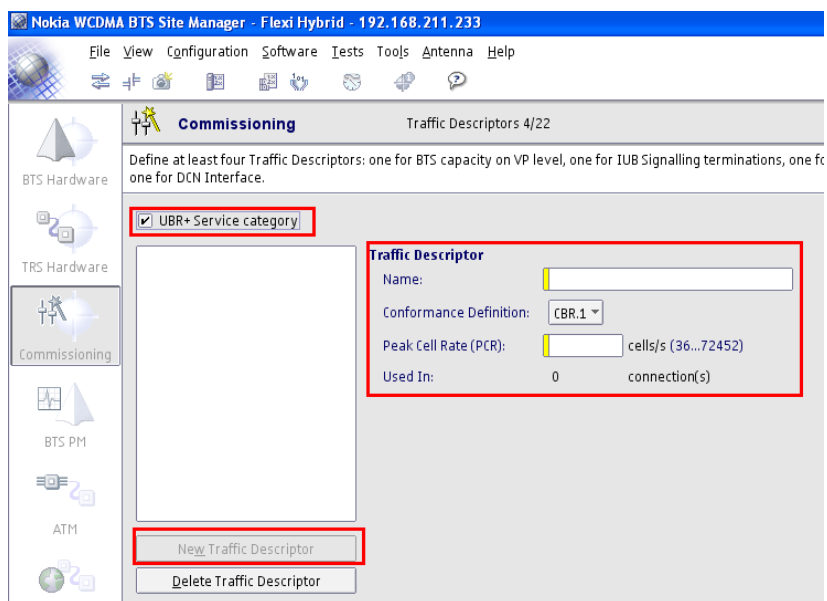 Nokia WCDMA BTS Site Manager - Flexi Hybrid - 192.168.211.233
File View Configuration Software Tests Tools Antenna Help
Commissioning Traffic Descriptors 4/22
Define at least four Traffic Descriptors: one for BTS capacity on VP level, one for IUB Signalling terminations, one fo
one for DCN Interface.
BTS Hardware
TRS Hardware
Commissioning
BTS PM
ATM
UBR+ Service category
Traffic Descriptor
Name:
Conformance Definition: CBR.1
Peak Cell Rate (PCR): cells/s (36...72452)
Used In: 0 connection(s)
New Traffic Descriptor
Delete Traffic Descriptor